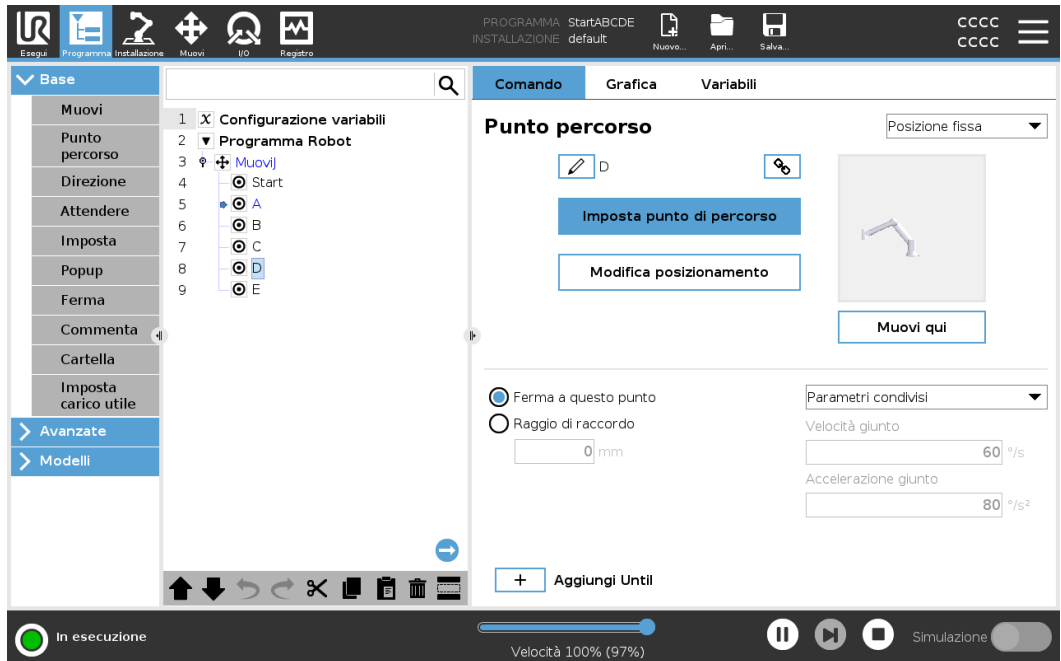 UR
Esegui
Programma
Installazione
Muovi
I/O
Registro
PROGRAMMA StartABCDE
INSTALLAZIONE default
Nuovo...
Apri...
Salva...
CCCC
CCCC
Base
Muovi
Punto
percorso
Direzione
Attendere
Imposta
Popup
Ferma
Commenta
Cartella
Imposta
carico utile
Avanzate
Modelli
1 X Configurazione variabili
2 Programma Robot
3 MuoviJ
4 Start
5 A
6 B
7 C
8 D
9 E
Comando Grafica Variabili
Punto percorso
Posizione fissa
D
Imposta punto di percorso
Modifica posizionamento
Muovi qui
Ferma a questo punto
Raggio di raccordo
0 mm
Parametri condivisi
Velocità giunto
60 °/s
Accelerazione giunto
80 °/s²
+ Aggiungi Until
In esecuzione
Velocità 100% (97%)
Simulazione